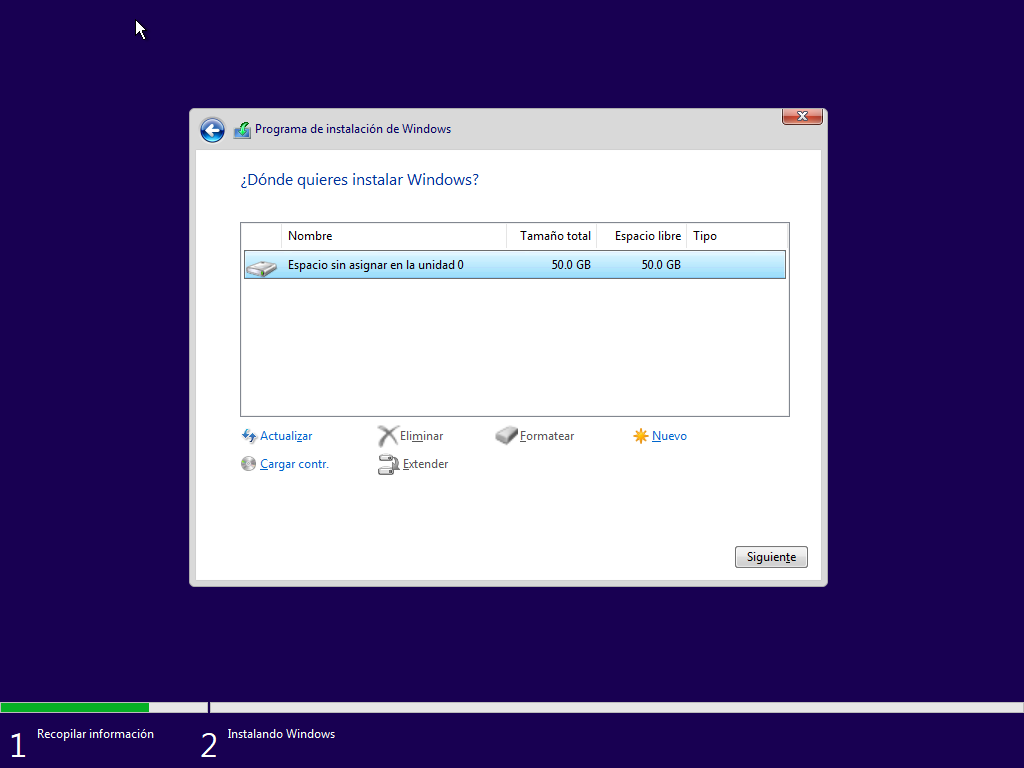 Programa de instalación de Windows
¿Dónde quieres instalar Windows?
Nombre Tamaño total Espacio libre Tipo
Espacio sin asignar en la unidad 0 50.0 GB 50.0 GB
Actualizar Eliminar Formatear Nuevo
Cargar contr. Extender
Siguiente
1 Recopilar información 2 Instalando Windows